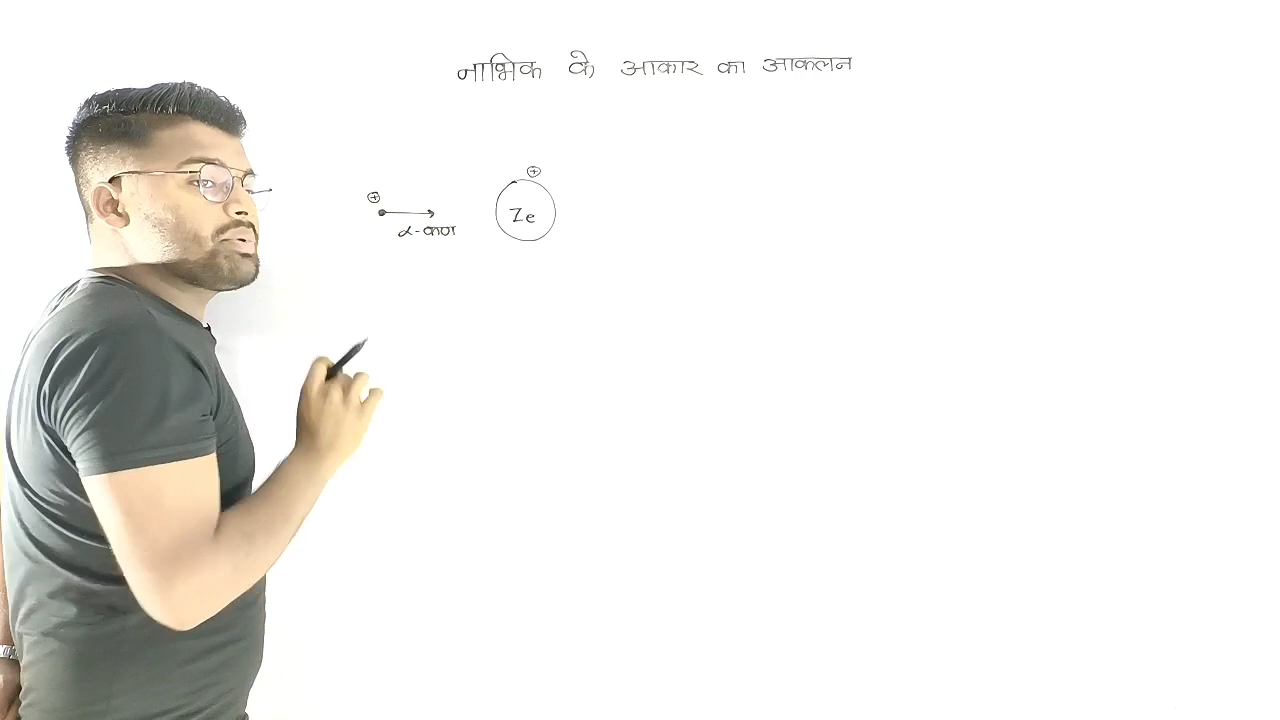 नाभिक के आकार का आकलन
+
+
Ze
α-कण